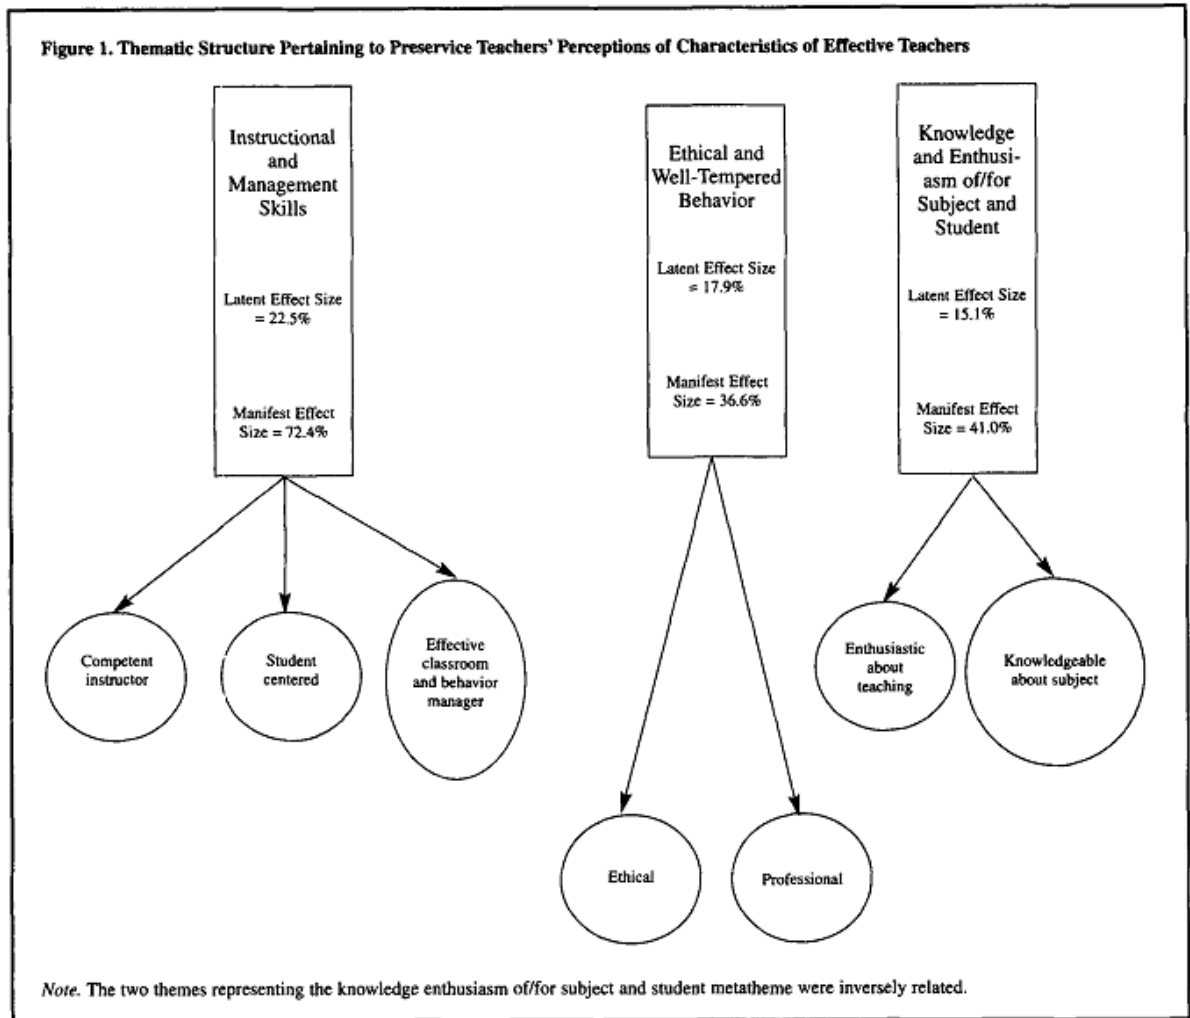 Figure 1. Thematic Structure Pertaining to Preservice Teachers' Perceptions of Characteristics of Effective Teachers
Instructional
and
Management
Skills
Latent Effect Size
= 22.5%
Manifest Effect
Size = 72.4%
Ethical and
Well-Tempered
Behavior
Latent Effect Size
= 17.9%
Manifest Effect
Size = 36.6%
Knowledge
and Enthusi-
asm of/for
Subject and
Student
Latent Effect Size
= 15.1%
Manifest Effect
Size = 41.0%
Competent
instructor
Student
centered
Effective
classroom
and behavior
manager
Enthusiastic
about
teaching
Knowledgeable
about subject
Ethical
Professional
Note. The two themes representing the knowledge enthusiasm of/for subject and student metatheme were inversely related.